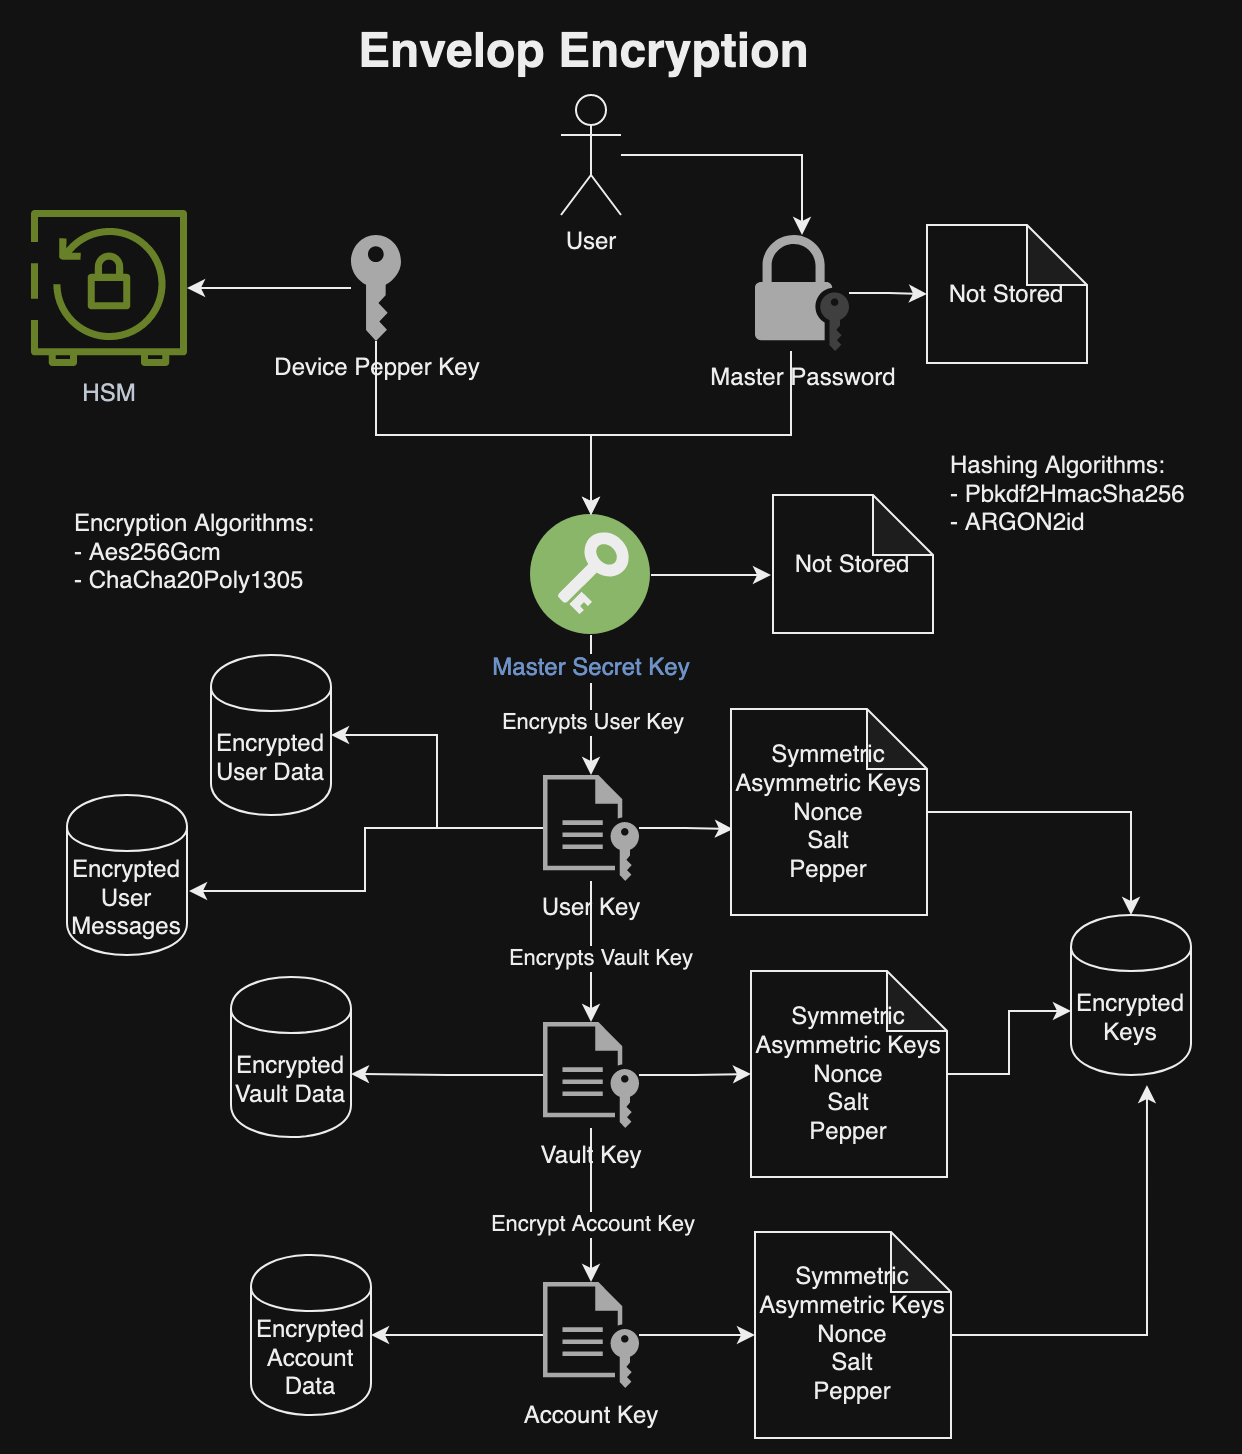 Envelop Encryption
User
HSM
Device Pepper Key
Master Password
Not Stored
Hashing Algorithms:
- Pbkdf2HmacSha256
- ARGON2id
Encryption Algorithms:
- Aes256Gcm
- ChaCha20Poly1305
Not Stored
Master Secret Key
Encrypts User Key
Encrypted
User Data
Symmetric
Asymmetric Keys
Nonce
Salt
Pepper
Encrypted
User
Messages
User Key
Encrypts Vault Key
Encrypted
Vault Data
Symmetric
Asymmetric Keys
Nonce
Salt
Pepper
Encrypted
Keys
Vault Key
Encrypt Account Key
Encrypted
Account
Data
Symmetric
Asymmetric Keys
Nonce
Salt
Pepper
Account Key